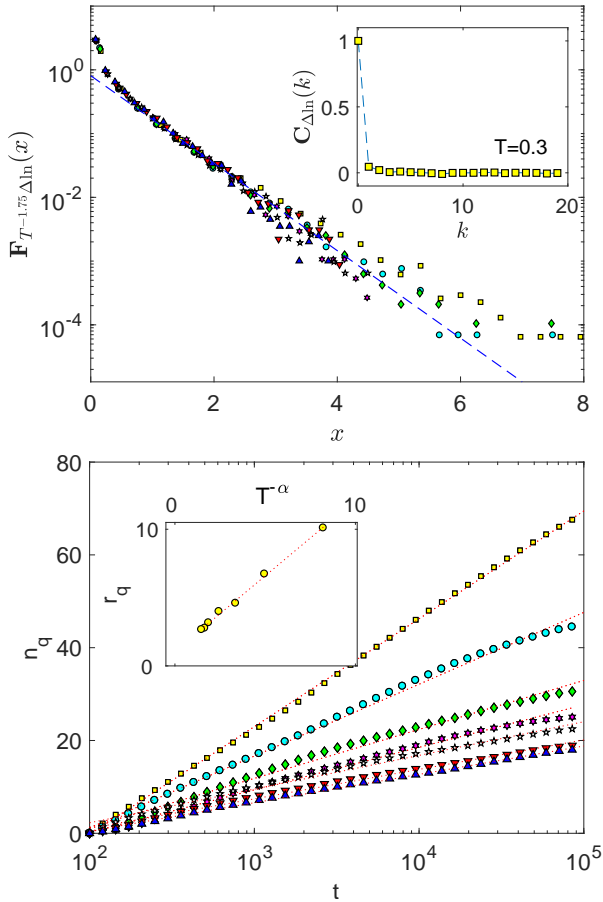 10^0
10^-2
10^-4
F_{T^{-1.75}Δln}(x)
0 2 4 6 8
x
1
0.5
0
C_{Δln}(k)
T=0.3
0 10 20
k
80
60
40
20
0
n_q
T^{-α}
0 10
10
0
r_q
10^2 10^3 10^4 10^5
t